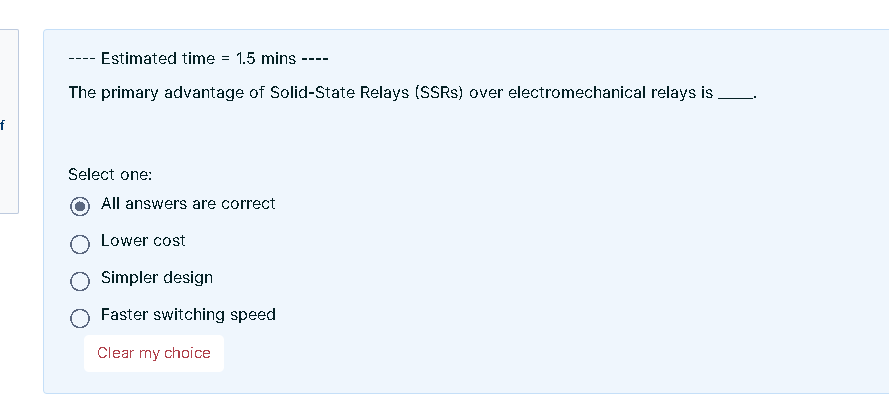 ---- Estimated time = 1.5 mins ----
The primary advantage of Solid-State Relays (SSRs) over electromechanical relays is ____.
f
Select one:
All answers are correct
Lower cost
Simpler design
Faster switching speed
Clear my choice